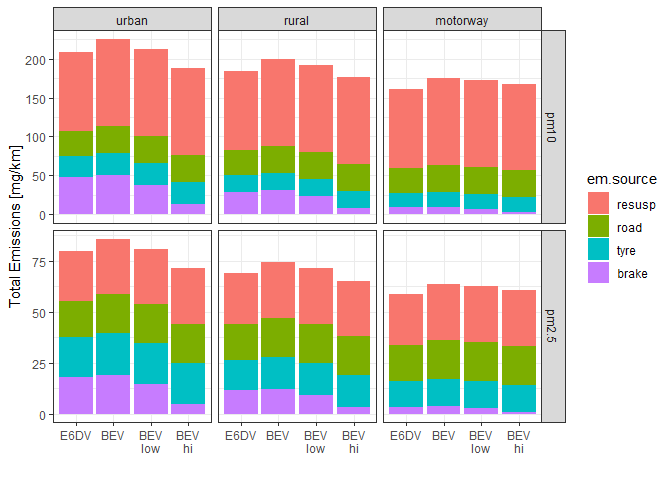 urban
rural
motorway
200
150
100
50
0
pm10
Total Emissions [mg/km]
75
50
25
0
pm2.5
E6DV
BEV
BEV
low
BEV
hi
E6DV
BEV
BEV
low
BEV
hi
E6DV
BEV
BEV
low
BEV
hi
em.source
resusp
road
tyre
brake